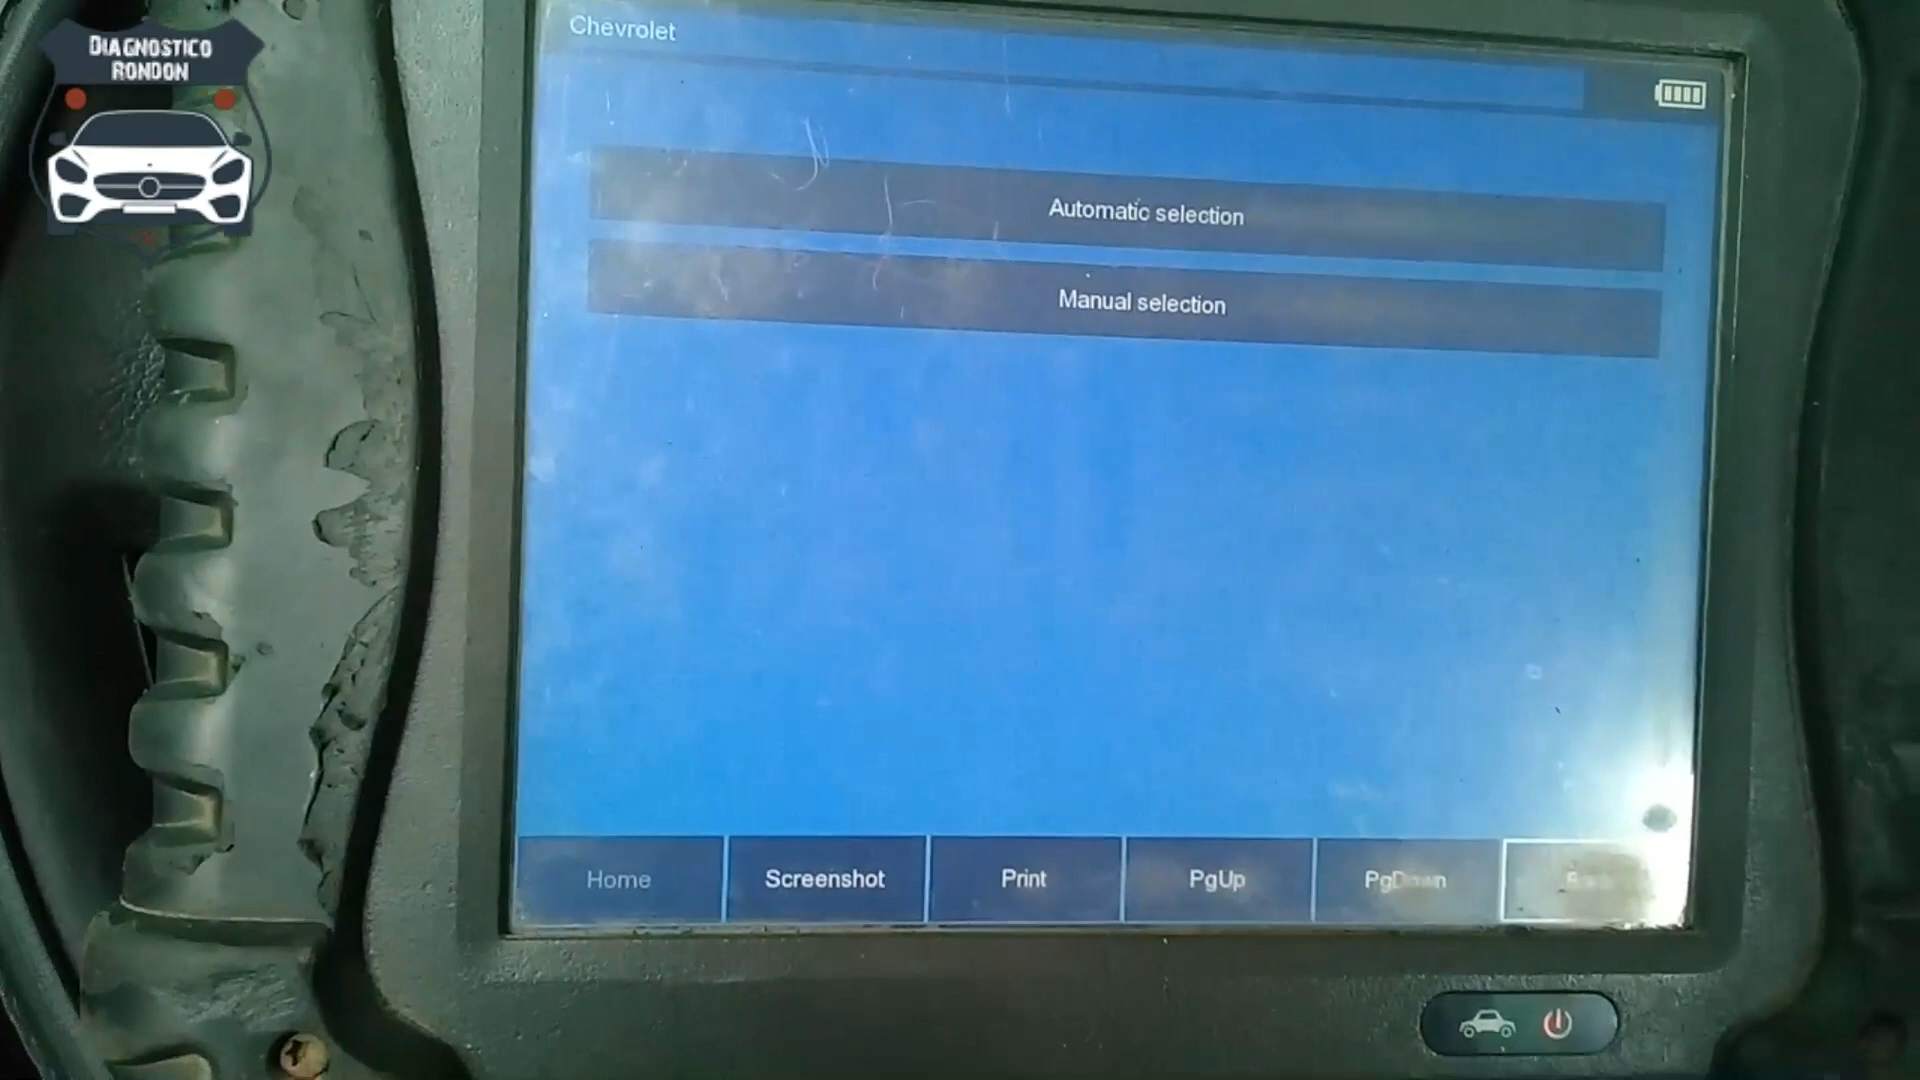 DIAGNOSTICO
RONDON
Chevrolet
Automatic selection
Manual selection
Home
Screenshot
Print
PgUp
PgDown